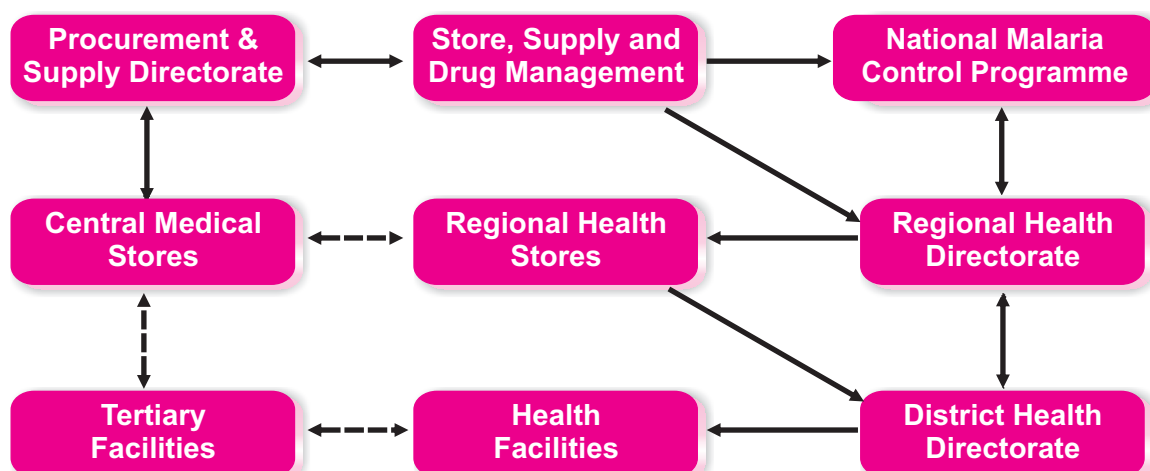 Procurement &
Supply Directorate
Store, Supply and
Drug Management
National Malaria
Control Programme
Central Medical
Stores
Regional Health
Stores
Regional Health
Directorate
Tertiary
Facilities
Health
Facilities
District Health
Directorate